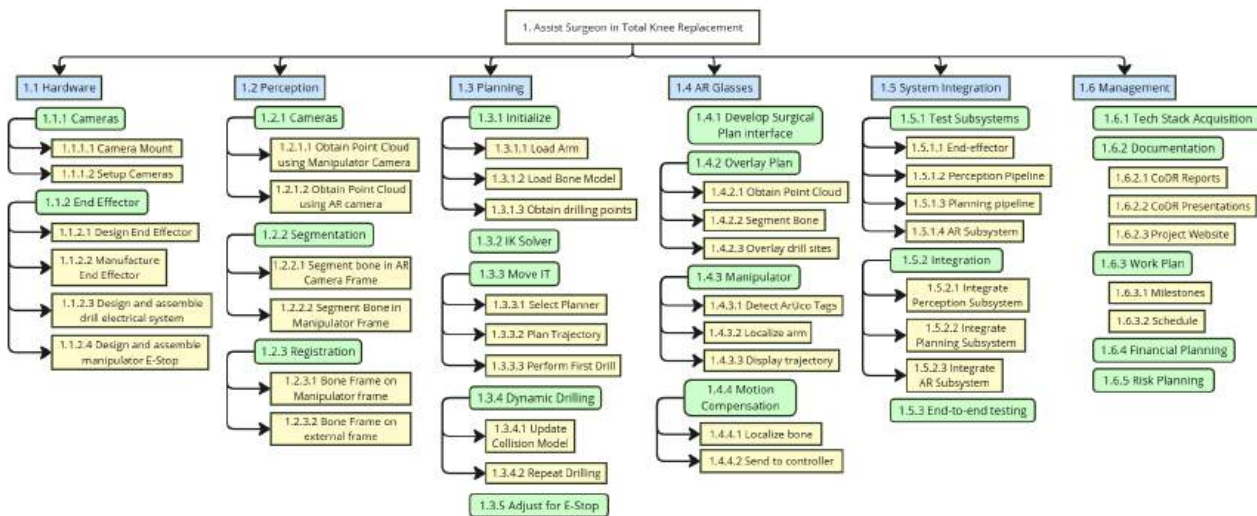 1. Assist Surgeon in Total Knee Replacement
1.1 Hardware
1.1.1 Cameras
1.1.1.1 Camera Mount
1.1.1.2 Setup Cameras
1.1.2 End Effector
1.1.2.1 Design End Effector
1.1.2.2 Manufacture
End Effector
1.1.2.3 Design and assemble
drill electrical system
1.1.2.4 Design and assemble
manipulator E-Stop
1.2 Perception
1.2.1 Cameras
1.2.1.1 Obtain Point Cloud
using Manipulator Camera
1.2.1.2 Obtain Point Cloud
using AR camera
1.2.2 Segmentation
1.2.2.1 Segment bone in AR
Camera Frame
1.2.2.2 Segment Bone in
Manipulator Frame
1.2.3 Registration
1.2.3.1 Bone Frame on
Manipulator frame
1.2.3.2 Bone Frame on
external frame
1.3 Planning
1.3.1 Initialize
1.3.1.1 Load Arm
1.3.1.2 Load Bone Model
1.3.1.3 Obtain drilling points
1.3.2 IK Solver
1.3.3 Move IT
1.3.3.1 Select Planner
1.3.3.2 Plan Trajectory
1.3.3.3 Perform First Drill
1.3.4 Dynamic Drilling
1.3.4.1 Update
Collision Model
1.3.4.2 Repeat Drilling
1.3.5 Adjust for E-Stop
1.4 AR Glasses
1.4.1 Develop Surgical
Plan interface
1.4.2 Overlay Plan
1.4.2.1 Obtain Point Cloud
1.4.2.2 Segment Bone
1.4.2.3 Overlay drill sites
1.4.3 Manipulator
1.4.3.1 Detect ArUco Tags
1.4.3.2 Localize arm
1.4.3.3 Display trajectory
1.4.4 Motion
Compensation
1.4.4.1 Localize bone
1.4.4.2 Send to controller
1.5 System Integration
1.5.1 Test Subsystems
1.5.1.1 End-effector
1.5.1.2 Perception Pipeline
1.5.1.3 Planning pipeline
1.5.1.4 AR Subsystem
1.5.2 Integration
1.5.2.1 Integrate
Perception Subsystem
1.5.2.2 Integrate
Planning Subsystem
1.5.2.3 Integrate
AR Subsystem
1.5.3 End-to-end testing
1.6 Management
1.6.1 Tech Stack Acquisition
1.6.2 Documentation
1.6.2.1 CoDR Reports
1.6.2.2 CoDR Presentations
1.6.2.3 Project Website
1.6.3 Work Plan
1.6.3.1 Milestones
1.6.3.2 Schedule
1.6.4 Financial Planning
1.6.5 Risk Planning